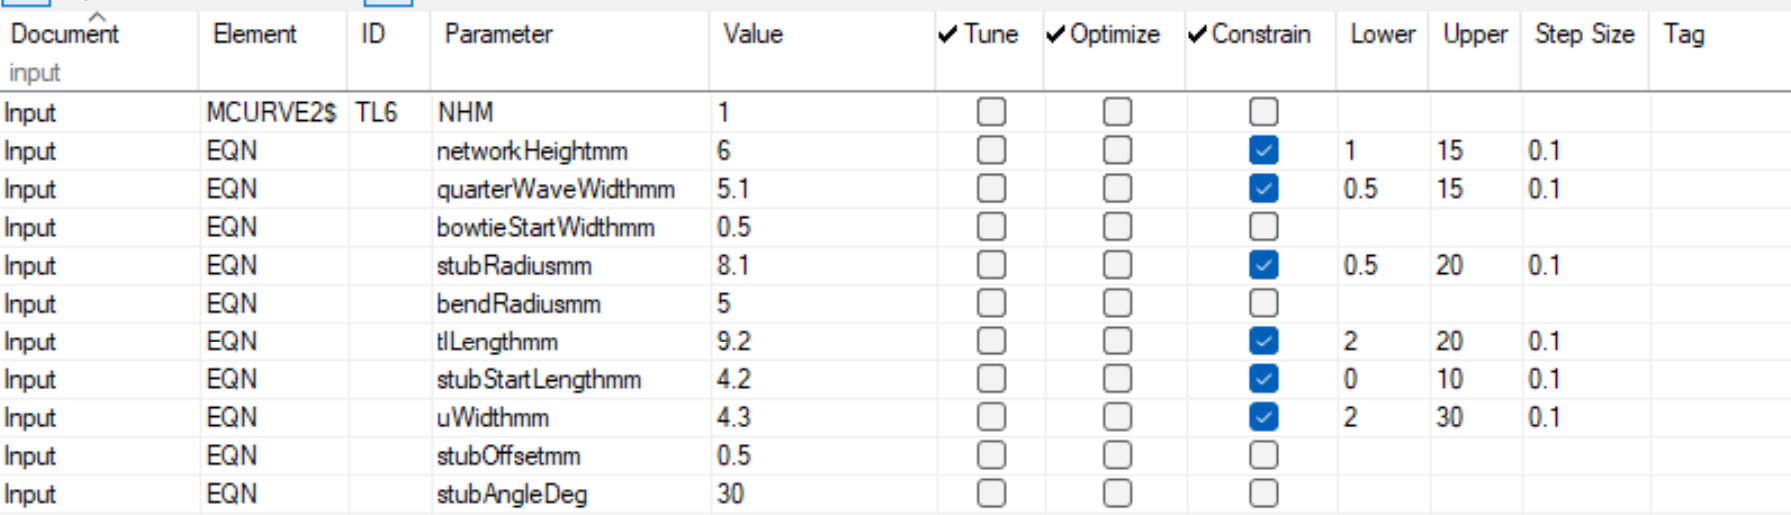 Document Element ID Parameter Value ✓ Tune ✓ Optimize ✓ Constrain Lower Upper Step Size Tag
input
Input MCURVE2$ TL6 NHM 1
Input EQN networkHeightmm 6 1 15 0.1
Input EQN quarterWaveWidthmm 5.1 0.5 15 0.1
Input EQN bowtieStartWidthmm 0.5
Input EQN stubRadiusmm 8.1 0.5 20 0.1
Input EQN bendRadiusmm 5
Input EQN tlLengthmm 9.2 2 20 0.1
Input EQN stubStartLengthmm 4.2 0 10 0.1
Input EQN uWidthmm 4.3 2 30 0.1
Input EQN stubOffsetmm 0.5
Input EQN stubAngleDeg 30